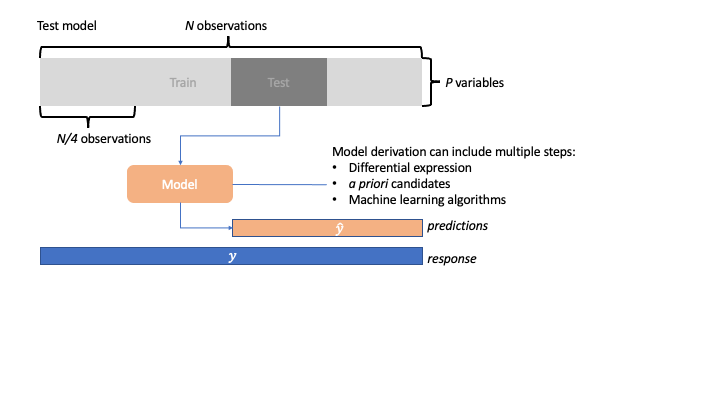 Test model
N observations
Train
Test
P variables
N/4 observations
Model derivation can include multiple steps:
• Differential expression
• a priori candidates
• Machine learning algorithms
Model
ŷ
predictions
y
response